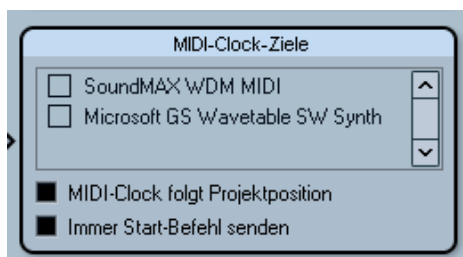 MIDI-Clock-Ziele
SoundMAX WDM MIDI
Microsoft GS Wavetable SW Synth
MIDI-Clock folgt Projektposition
Immer Start-Befehl senden